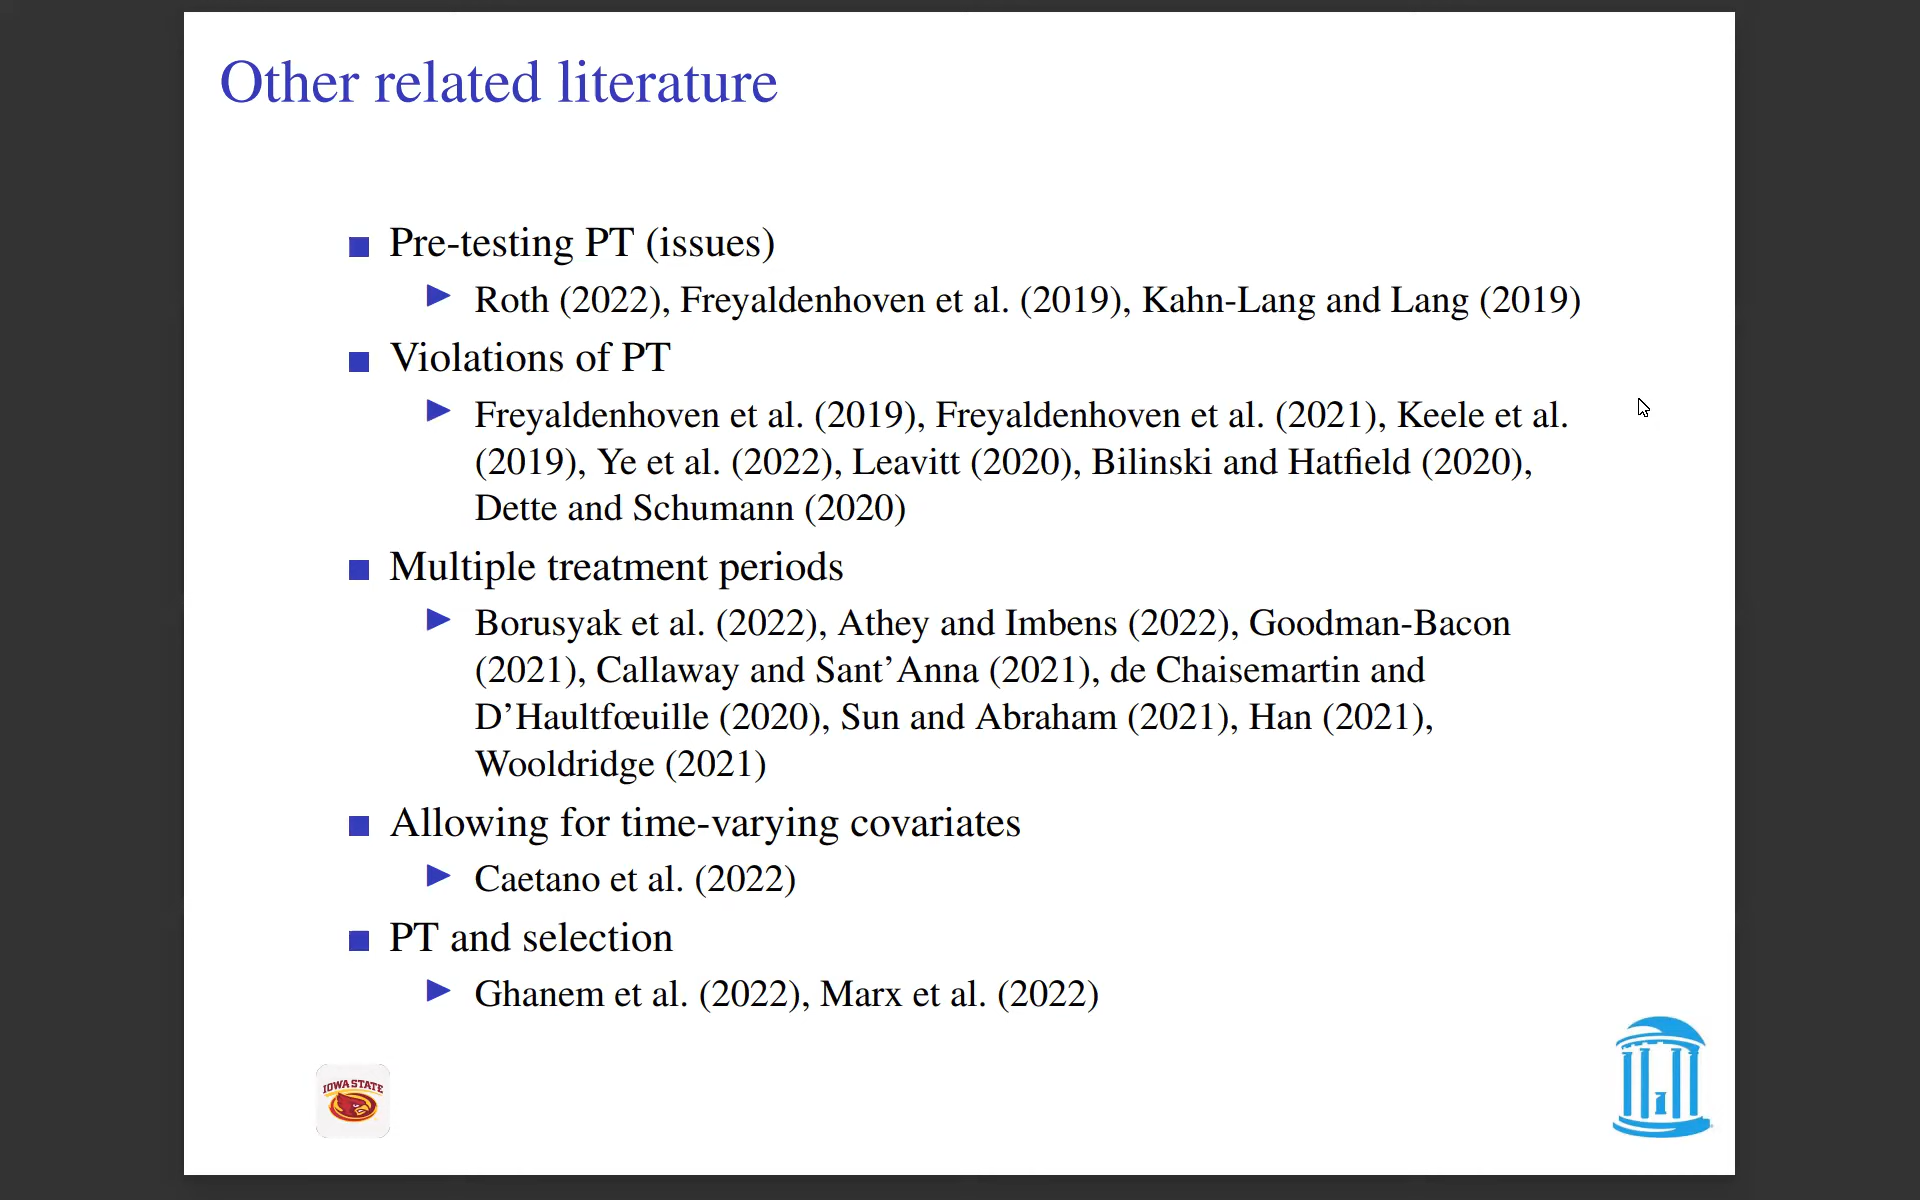 Other related literature
Pre-testing PT (issues)
Roth (2022), Freyaldenhoven et al. (2019), Kahn-Lang and Lang (2019)
Violations of PT
Freyaldenhoven et al. (2019), Freyaldenhoven et al. (2021), Keele et al.
(2019), Ye et al. (2022), Leavitt (2020), Bilinski and Hatfield (2020),
Dette and Schumann (2020)
Multiple treatment periods
Borusyak et al. (2022), Athey and Imbens (2022), Goodman-Bacon
(2021), Callaway and Sant’Anna (2021), de Chaisemartin and
D’Haultfœuille (2020), Sun and Abraham (2021), Han (2021),
Wooldridge (2021)
Allowing for time-varying covariates
Caetano et al. (2022)
PT and selection
Ghanem et al. (2022), Marx et al. (2022)
IOWA STATE